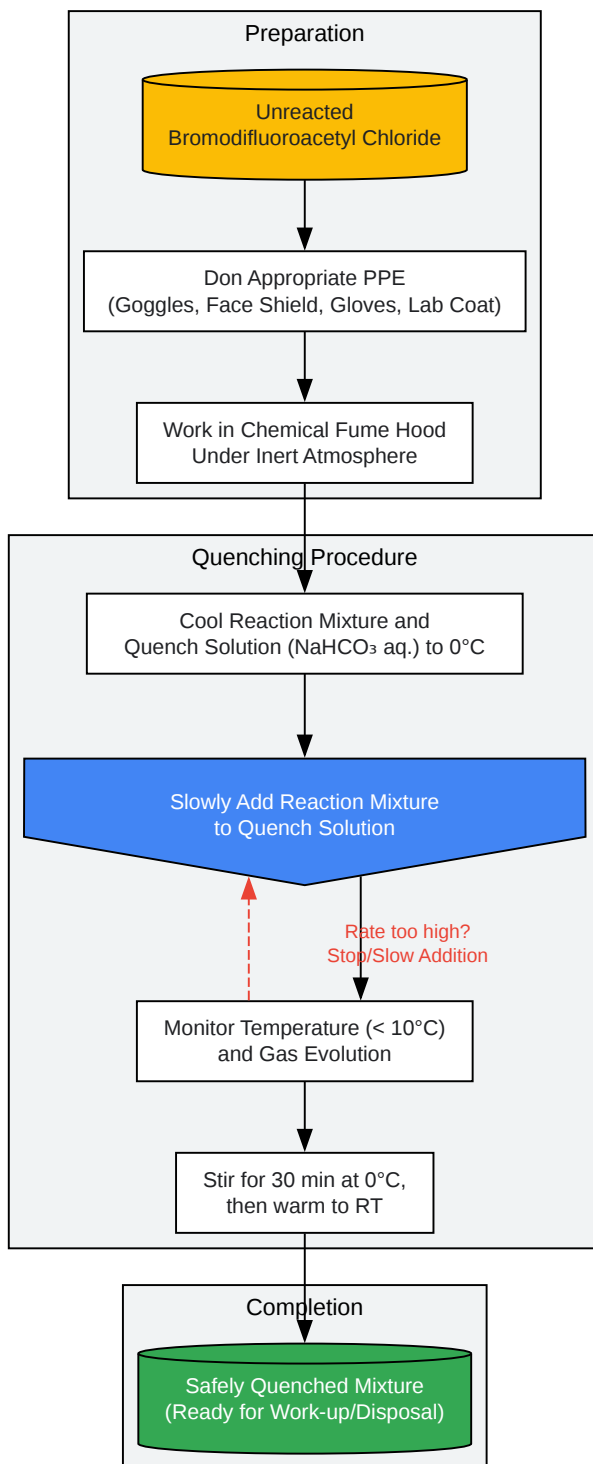 Preparation
Unreacted
Bromodifluoroacetyl Chloride
Don Appropriate PPE
(Goggles, Face Shield, Gloves, Lab Coat)
Work in Chemical Fume Hood
Under Inert Atmosphere
Quenching Procedure
Cool Reaction Mixture and
Quench Solution (NaHCO₃ aq.) to 0°C
Slowly Add Reaction Mixture
to Quench Solution
Rate too high?
Stop/Slow Addition
Monitor Temperature (< 10°C)
and Gas Evolution
Stir for 30 min at 0°C,
then warm to RT
Completion
Safely Quenched Mixture
(Ready for Work-up/Disposal)